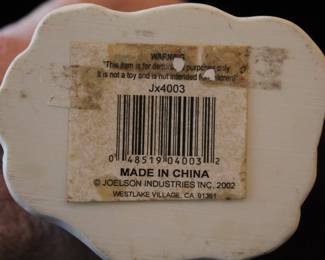 WARNING
"This item is for decorative purposes only
It is not a toy and is not intended for children"
Jx4003
0 48519 04003 2
MADE IN CHINA
© JOELSON INDUSTRIES INC. 2002
WESTLAKE VILLAGE, CA 91361